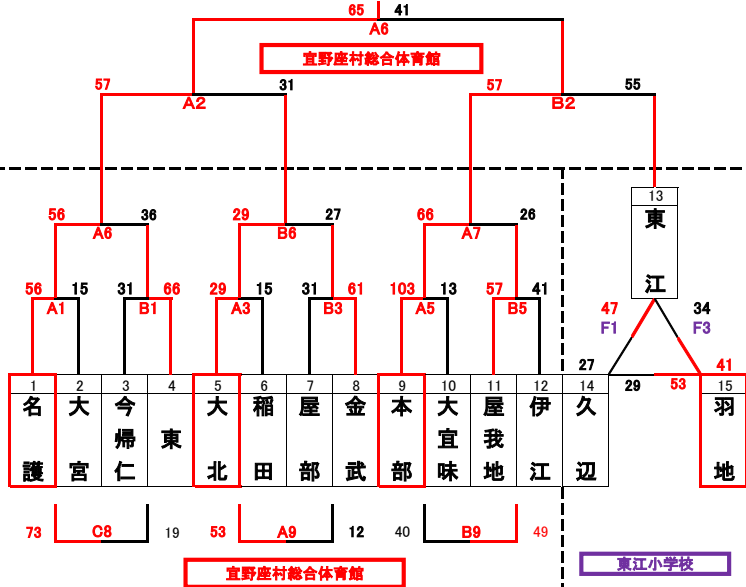 65 41
A6
宜野座村総合体育館
57 31 57 55
A2 B2
13
東江
56 36 29 27 66 26
A6 B6 A7
56 15 31 66 29 15 31 61 103 13 57 41
A1 B1 A3 B3 A5 B5
47 34
F1 F3
27 29 53 41
1 2 3 4 5 6 7 8 9 10 11 12 14 15
名護 大宮 今帰仁 東 大北 稲田 屋部 金武 本部 大宜味 屋我地 伊江 久辺 羽地
73 C8 19 53 A9 12 40 B9 49
宜野座村総合体育館 東江小学校